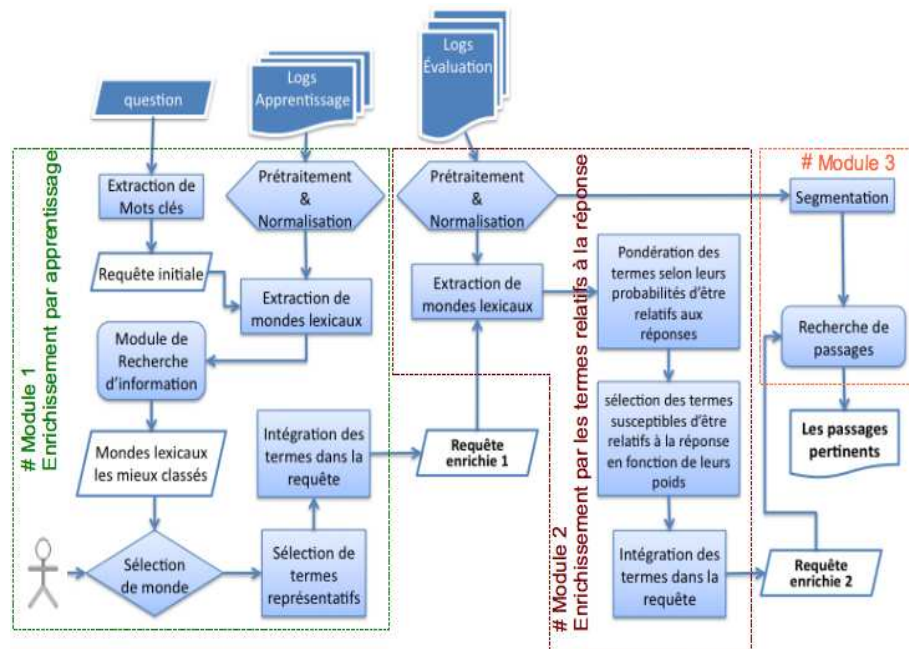 question
Logs
Apprentissage
Logs
Évaluation
# Module 1
Enrichissement par apprentissage
Extraction de
Mots clés
Prétraitement
&
Normalisation
Requête initiale
Extraction de
mondes lexicaux
Module de
Recherche
d'information
Mondes lexicaux
les mieux classés
Sélection
de monde
Sélection de
termes
représentatifs
Intégration des
termes dans la
requête
Requête
enrichie 1
# Module 2
Enrichissement par les termes relatifs à la réponse
Prétraitement
&
Normalisation
Extraction de
mondes lexicaux
Pondération des
termes selon leurs
probabilités d'être
relatifs aux
réponses
sélection des termes
susceptibles d'être
relatifs à la réponse
en fonction de leurs
poids
Intégration des
termes dans la
requête
Requête
enrichie 2
# Module 3
Segmentation
Recherche de
passages
Les passages
pertinents